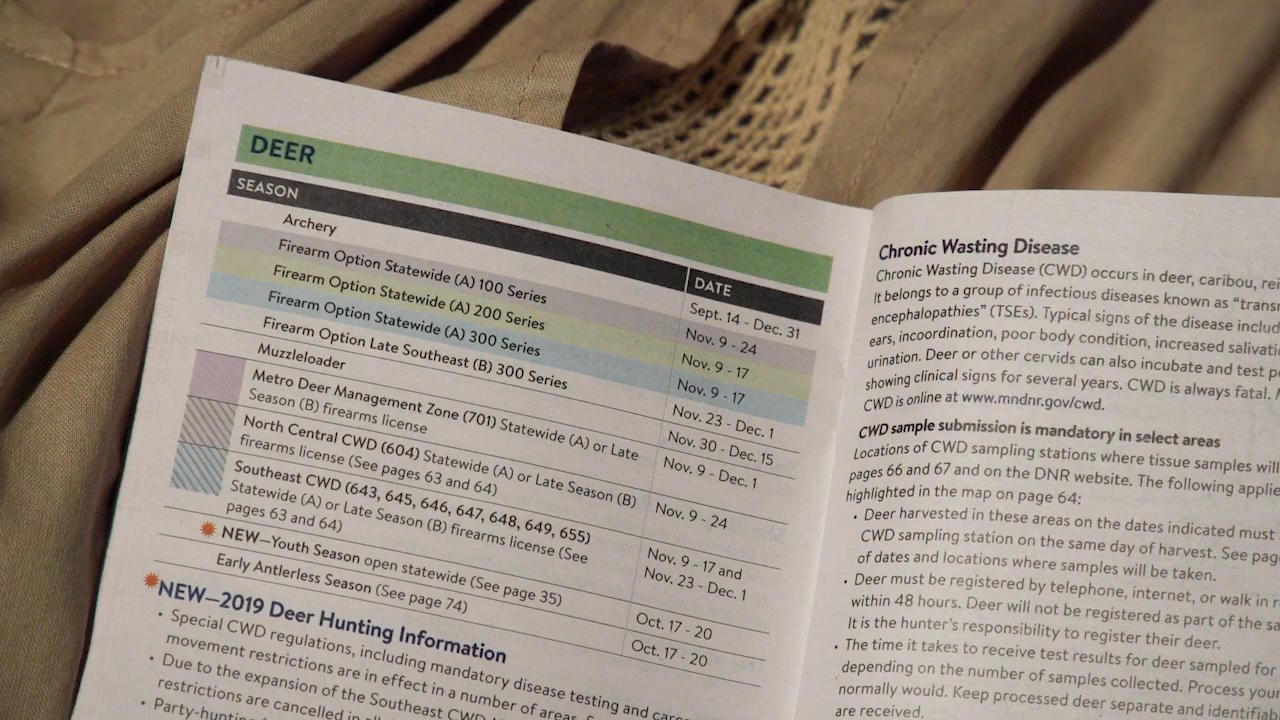 DEER
SEASON DATE
Archery Sept. 14 - Dec. 31
Firearm Option Statewide (A) 100 Series Nov. 9 - 24
Firearm Option Statewide (A) 200 Series Nov. 9 - 17
Firearm Option Statewide (A) 300 Series Nov. 9 - 17
Firearm Option Late Southeast (B) 300 Series Nov. 23 - Dec. 1
Muzzleloader Nov. 30 - Dec. 15
Metro Deer Management Zone (701) Statewide (A) or Late Nov. 9 - Dec. 1
Season (B) firearms license
North Central CWD (604) Statewide (A) or Late Season (B) Nov. 9 - 24
firearms license (See pages 63 and 64)
Southeast CWD (643, 645, 646, 647, 648, 649, 655) Nov. 9 - 17 and
Statewide (A) or Late Season (B) firearms license (See Nov. 23 - Dec. 1
pages 63 and 64)
NEW—Youth Season open statewide (See page 35) Oct. 17 - 20
Early Antlerless Season (See page 74) Oct. 17 - 20
NEW—2019 Deer Hunting Information
• Special CWD regulations, including mandatory disease testing and
movement restrictions are in effect in a number of areas.
• Due to the expansion of the Southeast CWD
restrictions are cancelled in
• Party-hunting
Chronic Wasting Disease
Chronic Wasting Disease (CWD) occurs in deer, caribou,
It belongs to a group of infectious diseases known as
encephalopathies” (TSEs). Typical signs of the disease
ears, incoordination, poor body condition, increased
urination. Deer or other cervids can also incubate and test
showing clinical signs for several years. CWD is always fatal.
CWD is online at www.mndnr.gov/cwd.
CWD sample submission is mandatory in select areas
Locations of CWD sampling stations where tissue samples will
pages 66 and 67 and on the DNR website. The following
highlighted in the map on page 64:
• Deer harvested in these areas on the dates indicated must
CWD sampling station on the same day of harvest. See
of dates and locations where samples will be taken.
• Deer must be registered by telephone, internet, or walk in
within 48 hours. Deer will not be registered as part of the
It is the hunter’s responsibility to register their deer.
• The time it takes to receive test results for deer sampled for
depending on the number of samples collected. Process your
normally would. Keep processed deer separate and
are received.